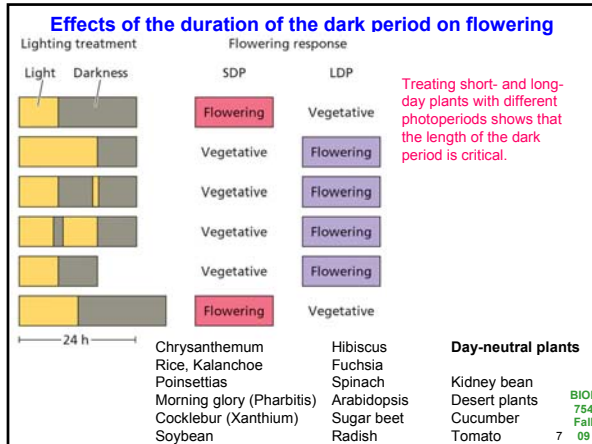 Effects of the duration of the dark period on flowering
Lighting treatment
Flowering response
Light
Darkness
SDP
LDP
Flowering
Vegetative
Vegetative
Flowering
Vegetative
Flowering
Vegetative
Flowering
Vegetative
Flowering
Flowering
Vegetative
24 h
Treating short- and long-
day plants with different
photoperiods shows that
the length of the dark
period is critical.
Chrysanthemum
Rice, Kalanchoe
Poinsettias
Morning glory (Pharbitis)
Cocklebur (Xanthium)
Soybean
Hibiscus
Fuchsia
Spinach
Arabidopsis
Sugar beet
Radish
Day-neutral plants
Kidney bean
Desert plants
Cucumber
Tomato
7
754
Fall
09